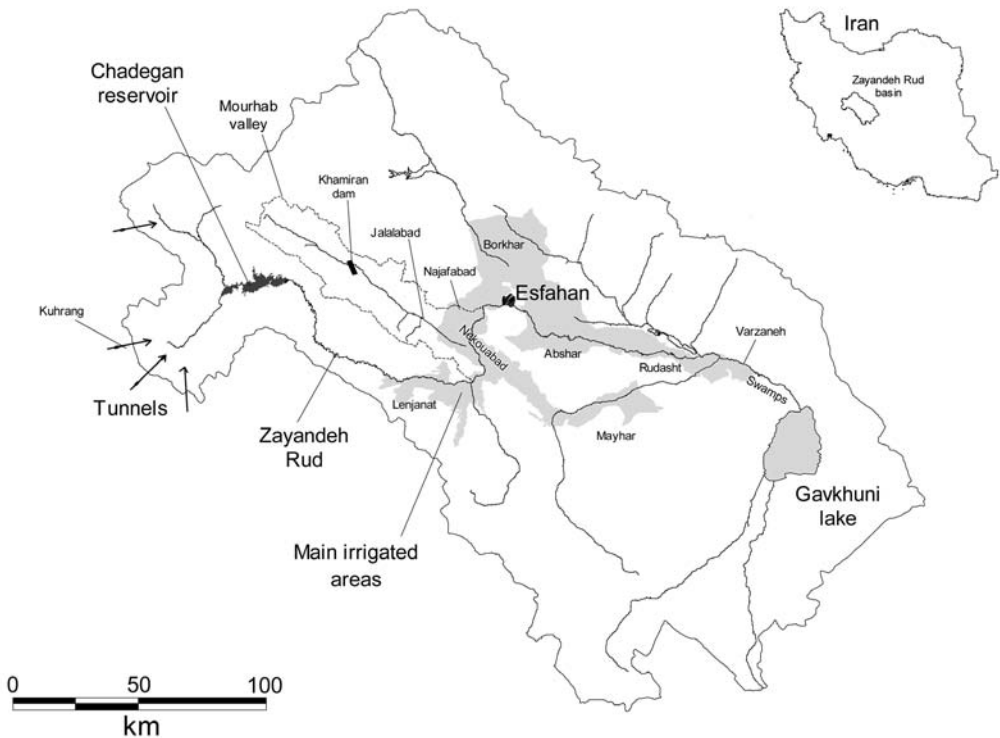 Iran
Zayandeh Rud
basin
Chadegan
reservoir
Mourhab
valley
Khamiran
dam
Jalalabad
Borkhar
Najafabad
Esfahan
Kuhrang
Nekouabad
Abshar
Varzaneh
Rudasht
Swamps
Tunnels
Lenjanat
Mayhar
Zayandeh
Rud
Gavkhuni
lake
Main irrigated
areas
0 50 100
km